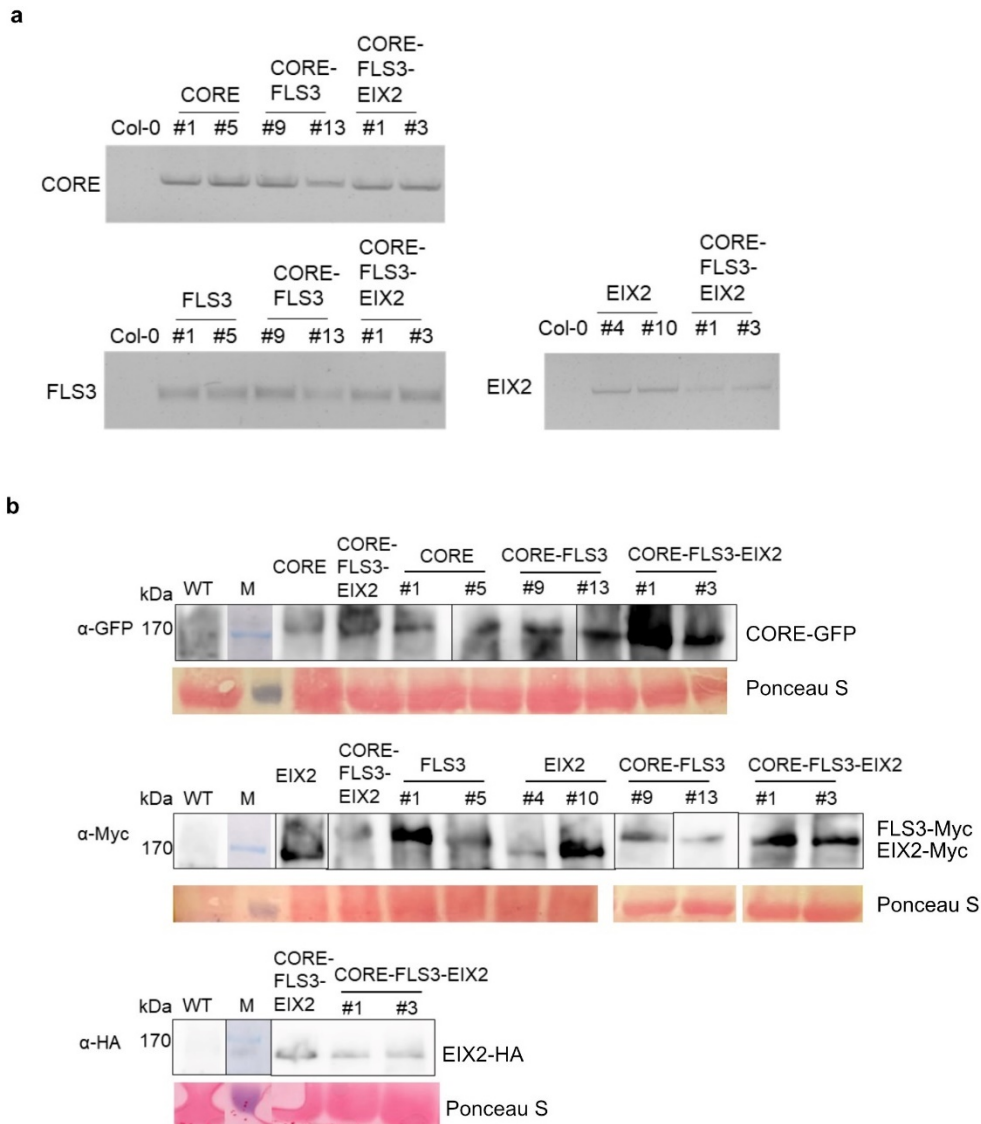 a
CORE-
CORE- FLS3-
CORE FLS3 EIX2
Col-0 #1 #5 #9 #13 #1 #3
CORE
CORE-
CORE- FLS3-
FLS3 FLS3 EIX2
Col-0 #1 #5 #9 #13 #1 #3
FLS3
CORE-
FLS3-
EIX2 EIX2
Col-0 #4 #10 #1 #3
EIX2
b
CORE-
FLS3-
CORE EIX2 CORE CORE-FLS3 CORE-FLS3-EIX2
kDa WT M #1 #5 #9 #13 #1 #3
α-GFP 170 CORE-GFP
Ponceau S
CORE-
FLS3-
EIX2 EIX2 FLS3 EIX2 CORE-FLS3 CORE-FLS3-EIX2
kDa WT M #1 #5 #4 #10 #9 #13 #1 #3
α-Myc 170 FLS3-Myc
EIX2-Myc
Ponceau S
CORE-
FLS3-
EIX2 CORE-FLS3-EIX2
kDa WT M #1 #3
α-HA 170 EIX2-HA
Ponceau S